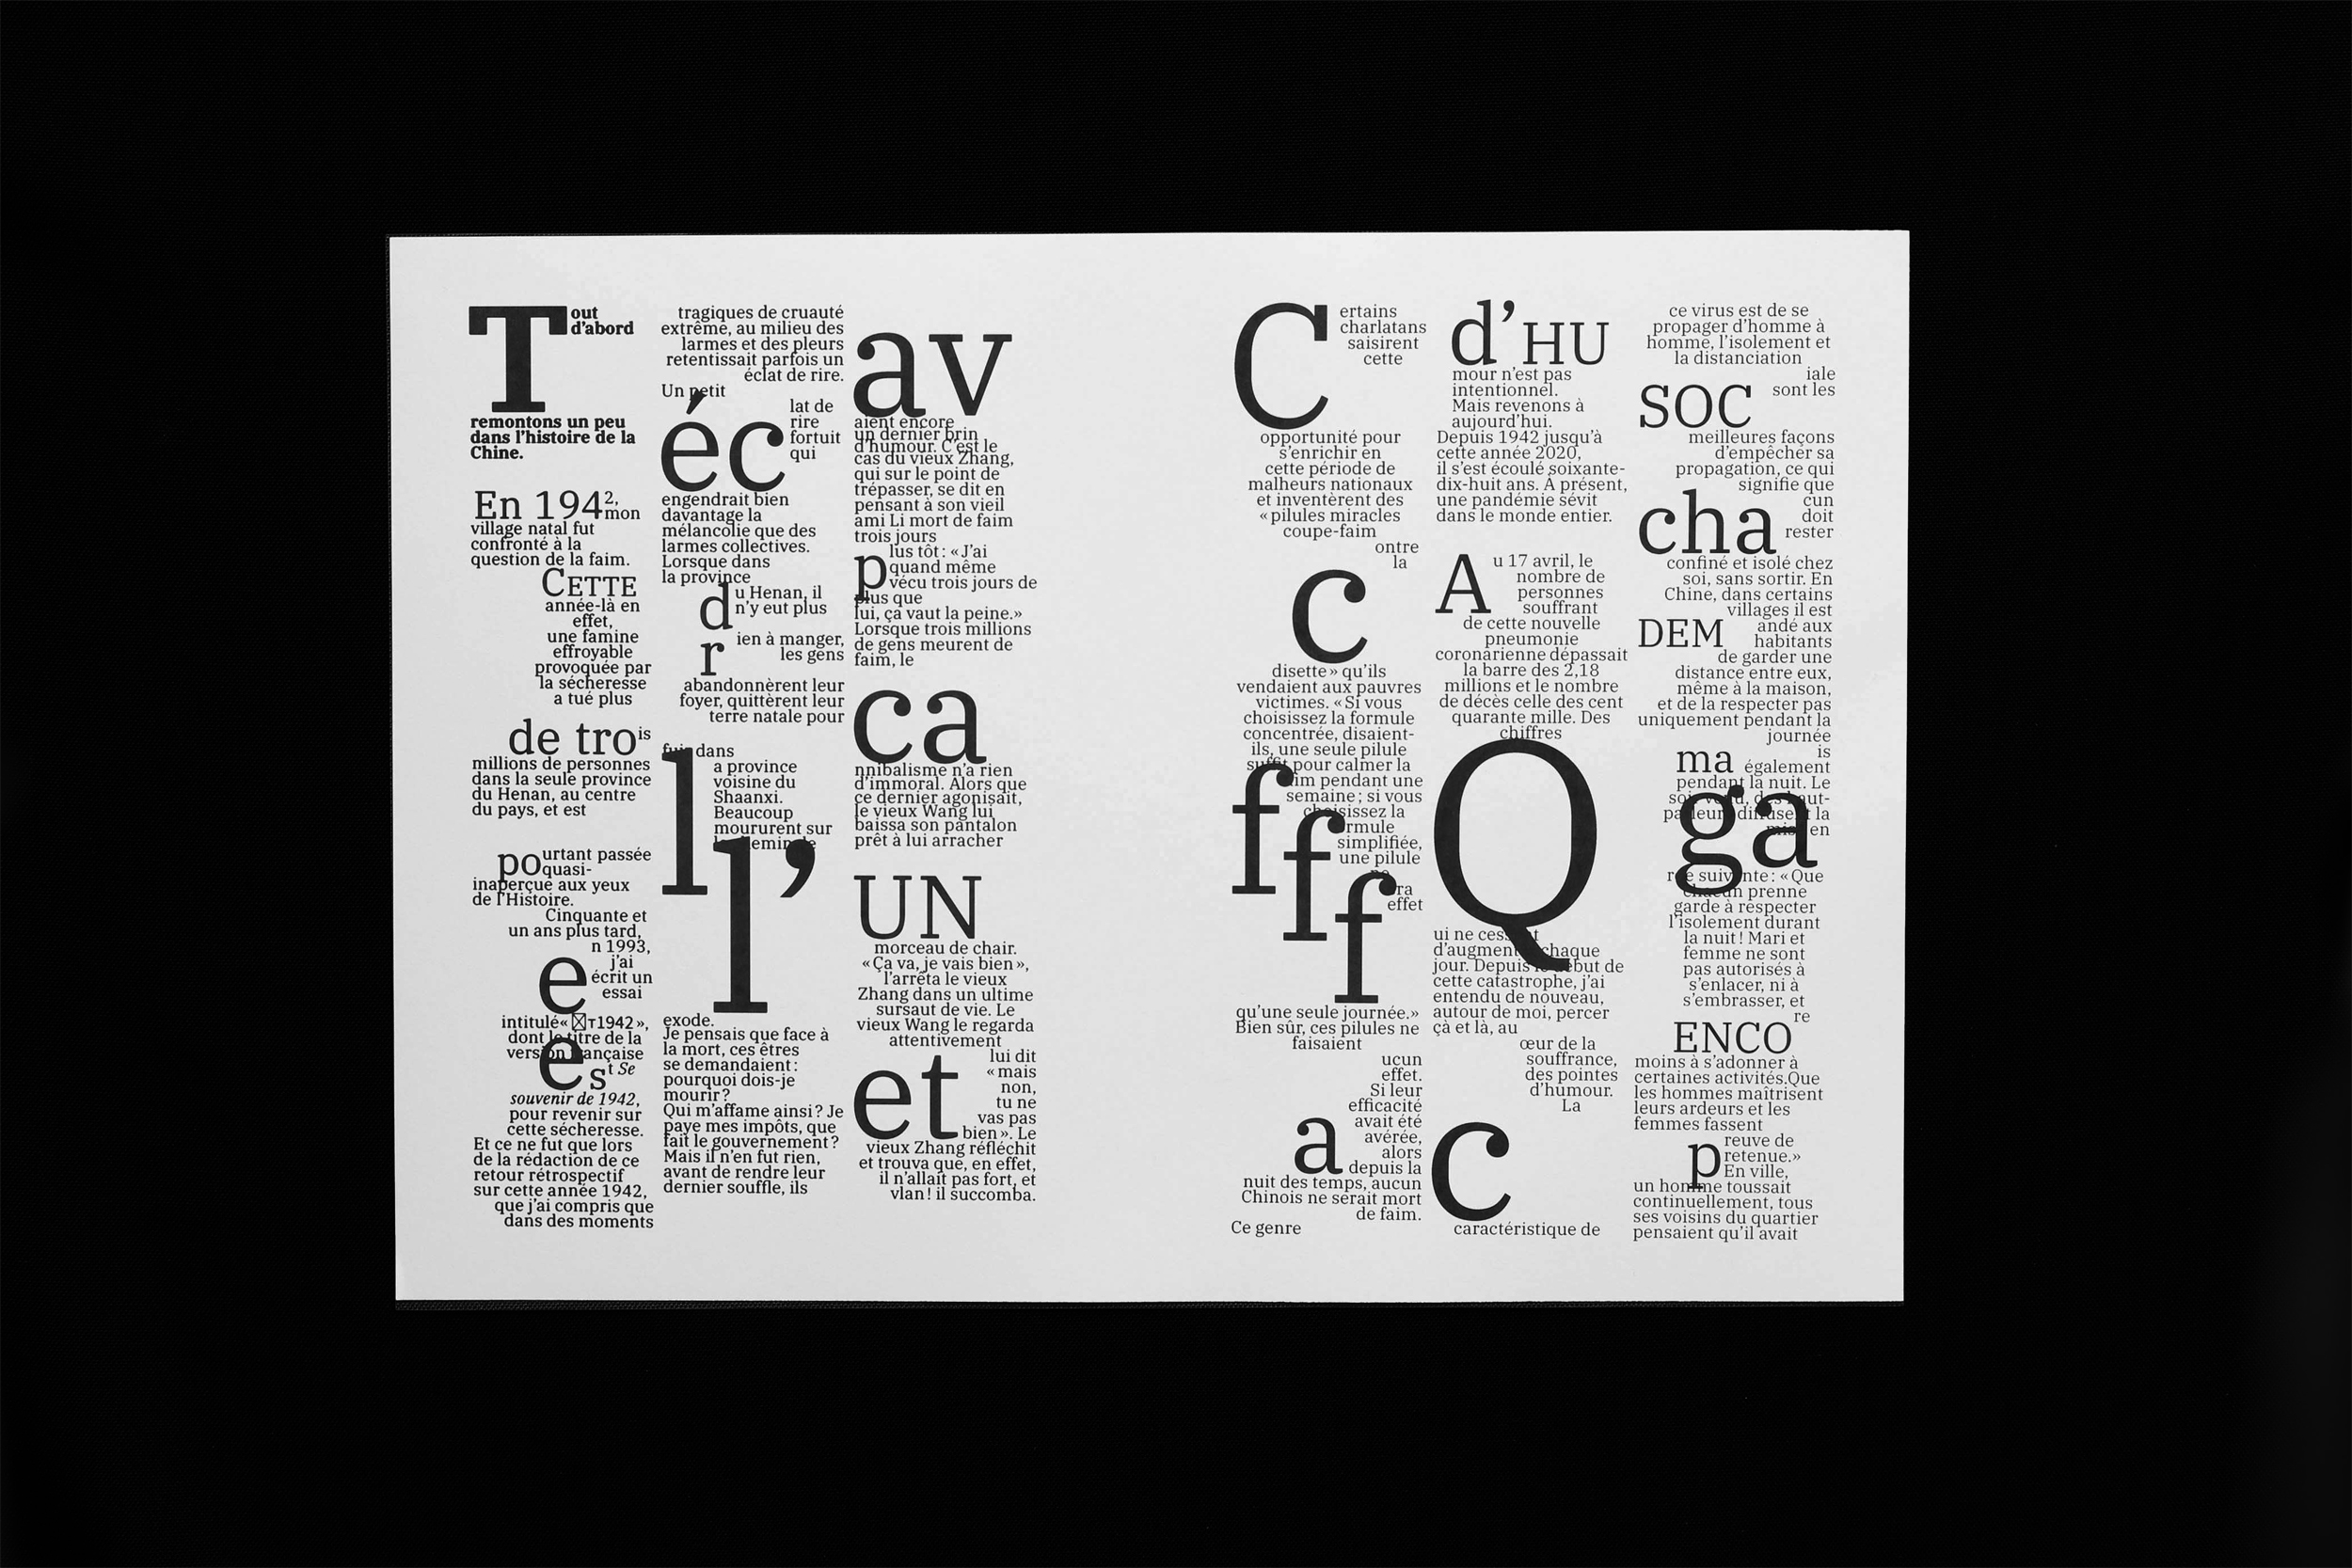 Tout
d’abord
remontons un peu
dans l’histoire de la
Chine.
En 1942,
mon
village natal fut
confronté à la
question de la faim.
CETTE
année-là en
effet,
une famine
effroyable
provoquée par
la sécheresse
a tué plus
de trois
millions de personnes
dans la seule province
du Henan, au centre
du pays, et est
pourtant passée
quasi-
inaperçue aux yeux
de l’Histoire.
Cinquante et
un ans plus tard,
en 1993,
j’ai
écrit un
essai
intitulé« т1942 »,
dont le titre de la
version française
est Se
souvenir de 1942,
pour revenir sur
cette sécheresse.
Et ce ne fut que lors
de la rédaction de ce
retour rétrospectif
sur cette année 1942,
que j’ai compris que
dans des moments
tragiques de cruauté
extrême, au milieu des
larmes et des pleurs
retentissait parfois un
éclat de rire.
Un petit
éclat de
rire
fortuit
qui
engendrait bien
davantage la
mélancolie que des
larmes collectives.
Lorsque dans
la province
du Henan, il
n’y eut plus
rien à manger,
les gens
abandonnèrent leur
foyer, quittèrent leur
terre natale pour
fuir dans
la province
voisine du
Shaanxi.
Beaucoup
moururent sur
le chemin de
l’
exode.
Je pensais que face à
la mort, ces êtres
se demandaient :
pourquoi dois-je
mourir ?
Qui m’affame ainsi ? Je
paye mes impôts, que
fait le gouvernement ?
Mais il n’en fut rien,
avant de rendre leur
dernier souffle, ils
av
aient encore
un dernier brin
d’humour. C’est le
cas du vieux Zhang,
qui sur le point de
trépasser, se dit en
pensant à son vieil
ami Li mort de faim
trois jours
plus tôt : « J’ai
quand même
vécu trois jours de
plus que
lui, ça vaut la peine.»
Lorsque trois millions
de gens meurent de
faim, le
ca
nnibalisme n’a rien
d’immoral. Alors que
ce dernier agonisait,
le vieux Wang lui
baissa son pantalon
prêt à lui arracher
UN
morceau de chair.
« Ça va, je vais bien »,
l’arrêta le vieux
Zhang dans un ultime
sursaut de vie. Le
vieux Wang le regarda
attentivement
et lui dit
« mais
non,
tu ne
vas pas
bien ». Le
vieux Zhang réfléchit
et trouva que, en effet,
il n’allait pas fort, et
vlan ! il succomba.
Certains
charlatans
saisirent
cette
opportunité pour
s’enrichir en
cette période de
malheurs nationaux
et inventèrent des
« pilules miracles
coupe-faim
contre
la
disette » qu’ils
vendaient aux pauvres
victimes. « Si vous
choisissez la formule
concentrée, disaient-
ils, une seule pilule
suffit pour calmer la
faim pendant une
semaine ; si vous
choisissez la
formule
simplifiée,
une pilule
ne
fera
effet
qu’une seule journée.»
Bien sûr, ces pilules ne
faisaient
aucun
effet.
Si leur
efficacité
avait été
avérée,
alors
depuis la
nuit des temps, aucun
Chinois ne serait mort
de faim.
Ce genre
d’HU
mour n’est pas
intentionnel.
Mais revenons à
aujourd’hui.
Depuis 1942 jusqu’à
cette année 2020,
il s’est écoulé soixante-
dix-huit ans. À présent,
une pandémie sévit
dans le monde entier.
Au 17 avril, le
nombre de
personnes
souffrant
de cette nouvelle
pneumonie
coronarienne dépassait
la barre des 2,18
millions et le nombre
de décès celle des cent
quarante mille. Des
chiffres
Qui ne cessent
d’augmenter chaque
jour. Depuis le début de
cette catastrophe, j’ai
entendu de nouveau,
autour de moi, percer
çà et là, au
cœur de la
souffrance,
des pointes
d’humour.
La
caractéristique de
ce virus est de se
propager d’homme à
homme, l’isolement et
la distanciation
SOCiale
sont les
meilleures façons
d’empêcher sa
propagation, ce qui
signifie que
chacun
doit
rester
confiné et isolé chez
soi, sans sortir. En
Chine, dans certains
villages il est
DEMandé aux
habitants
de garder une
distance entre eux,
même à la maison,
et de la respecter pas
uniquement pendant la
journée
mais
également
pendant la nuit. Le
soir venu, des haut-
parleurs diffusent la
mise en
ga
rde suivante : « Que
chacun prenne
garde à respecter
l’isolement durant
la nuit ! Mari et
femme ne sont
pas autorisés à
s’enlacer, ni à
s’embrasser, et
ENCOre
moins à s’adonner à
certaines activités.Que
les hommes maîtrisent
leurs ardeurs et les
femmes fassent
preuve de
retenue.»
En ville,
un homme toussait
continuellement, tous
ses voisins du quartier
pensaient qu’il avait